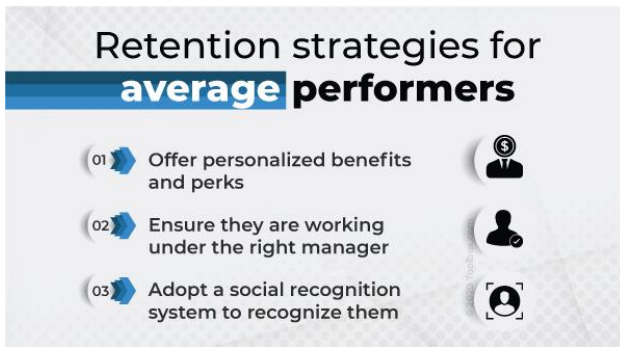 Retention strategies for
average performers
01 Offer personalized benefits
and perks
02 Ensure they are working
under the right manager
03 Adopt a social recognition
system to recognize them